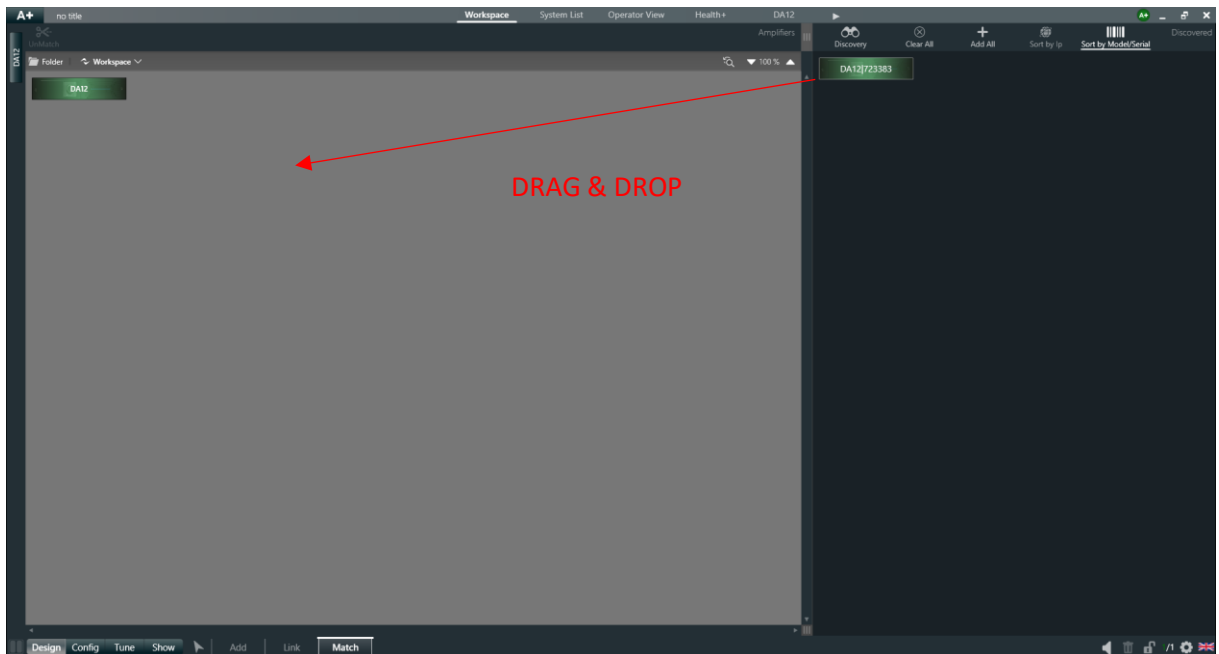 A+ no title Workspace System List Operator View Health+ DA12 A+
UnMatch Amplifiers Discovery Clear All Add All Sort by Ip Sort by Model/Serial Discovered
DA12
Folder Workspace 100 %
DA12|723383
DA12
DRAG & DROP
Design Config Tune Show Add Link Match /1